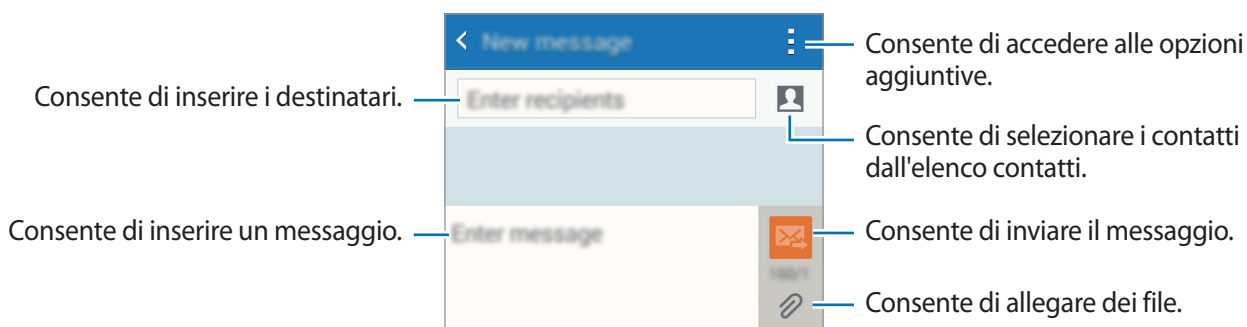 New message
Consente di accedere alle opzioni
aggiuntive.
Consente di inserire i destinatari.
Enter recipients
Consente di selezionare i contatti
dall'elenco contatti.
Consente di inserire un messaggio.
Enter message
Consente di inviare il messaggio.
160/1
Consente di allegare dei file.